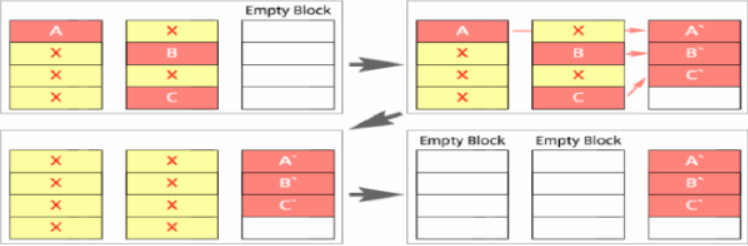 Empty Block
A X
X B
X X
X C
A X A`
X B B`
X X C`
X C
X X A`
X X B`
X X C`
X X
Empty Block Empty Block
A`
B`
C`